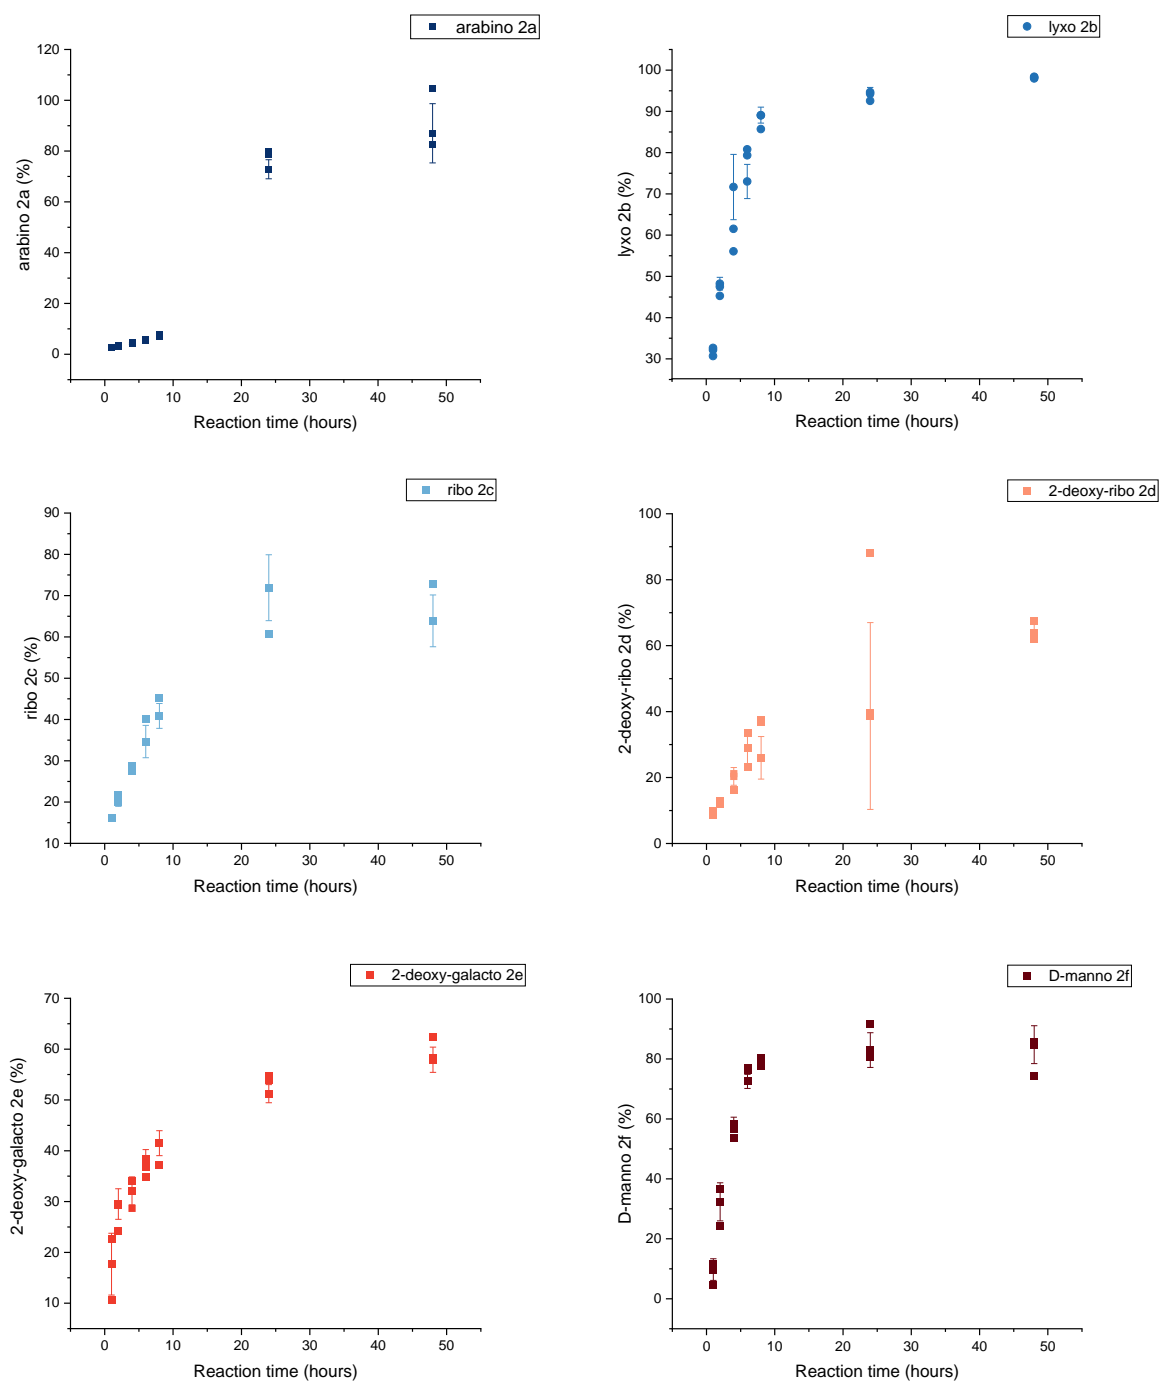 arabino 2a
120
100
80
60
40
20
0
arabino 2a (%)
0 10 20 30 40 50
Reaction time (hours)
lyxo 2b
100
90
80
70
60
50
40
30
lyxo 2b (%)
0 10 20 30 40 50
Reaction time (hours)
ribo 2c
90
80
70
60
50
40
30
20
10
ribo 2c (%)
0 10 20 30 40 50
Reaction time (hours)
2-deoxy-ribo 2d
100
80
60
40
20
0
2-deoxy-ribo 2d (%)
0 10 20 30 40 50
Reaction time (hours)
2-deoxy-galacto 2e
70
60
50
40
30
20
10
2-deoxy-galacto 2e (%)
0 10 20 30 40 50
Reaction time (hours)
D-manno 2f
100
80
60
40
20
0
D-manno 2f (%)
0 10 20 30 40 50
Reaction time (hours)